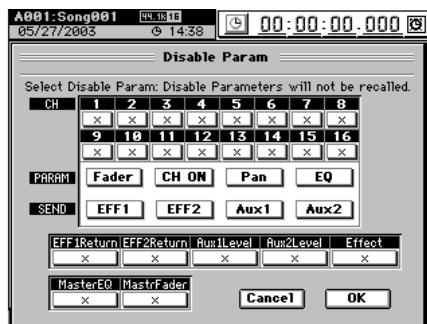 A001:Song001 44.1k16
05/27/2003 14:38 00:00:00.000
Disable Param
Select Disable Param: Disable Parameters will not be recalled.
CH 1 2 3 4 5 6 7 8
× × × × × × × ×
9 10 11 12 13 14 15 16
× × × × × × × ×
PARAM Fader CH ON Pan EQ
SEND EFF1 EFF2 Aux1 Aux2
EFF1Return EFF2Return Aux1Level Aux2Level Effect
× × × × ×
MasterEQ MastrFader
× × Cancel OK